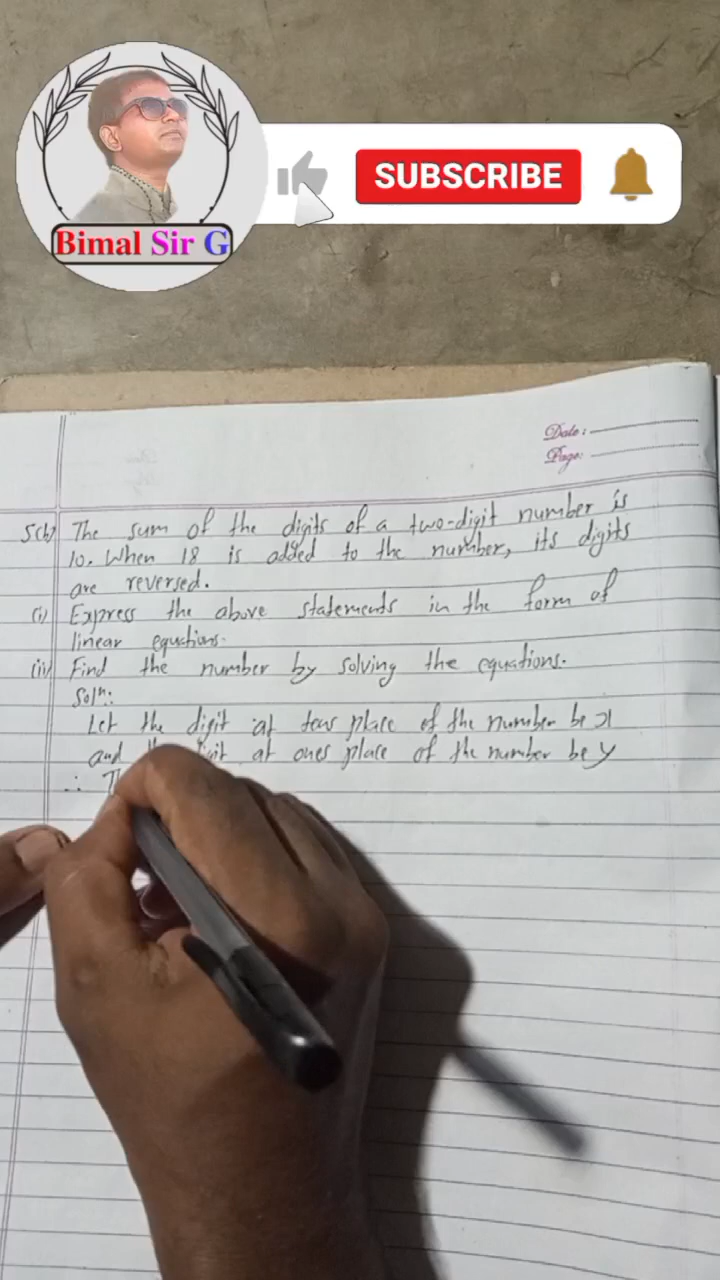 Bimal Sir G
SUBSCRIBE
Date:
Page:
5(b) The sum of the digits of a two-digit number is
10. When 18 is added to the number, its digits
are reversed.
(i) Express the above statements in the form of
linear equations.
(ii) Find the number by solving the equations.
Solⁿ:
Let the digit at tens place of the number be x
and the digit at ones place of the number be y
∴ T